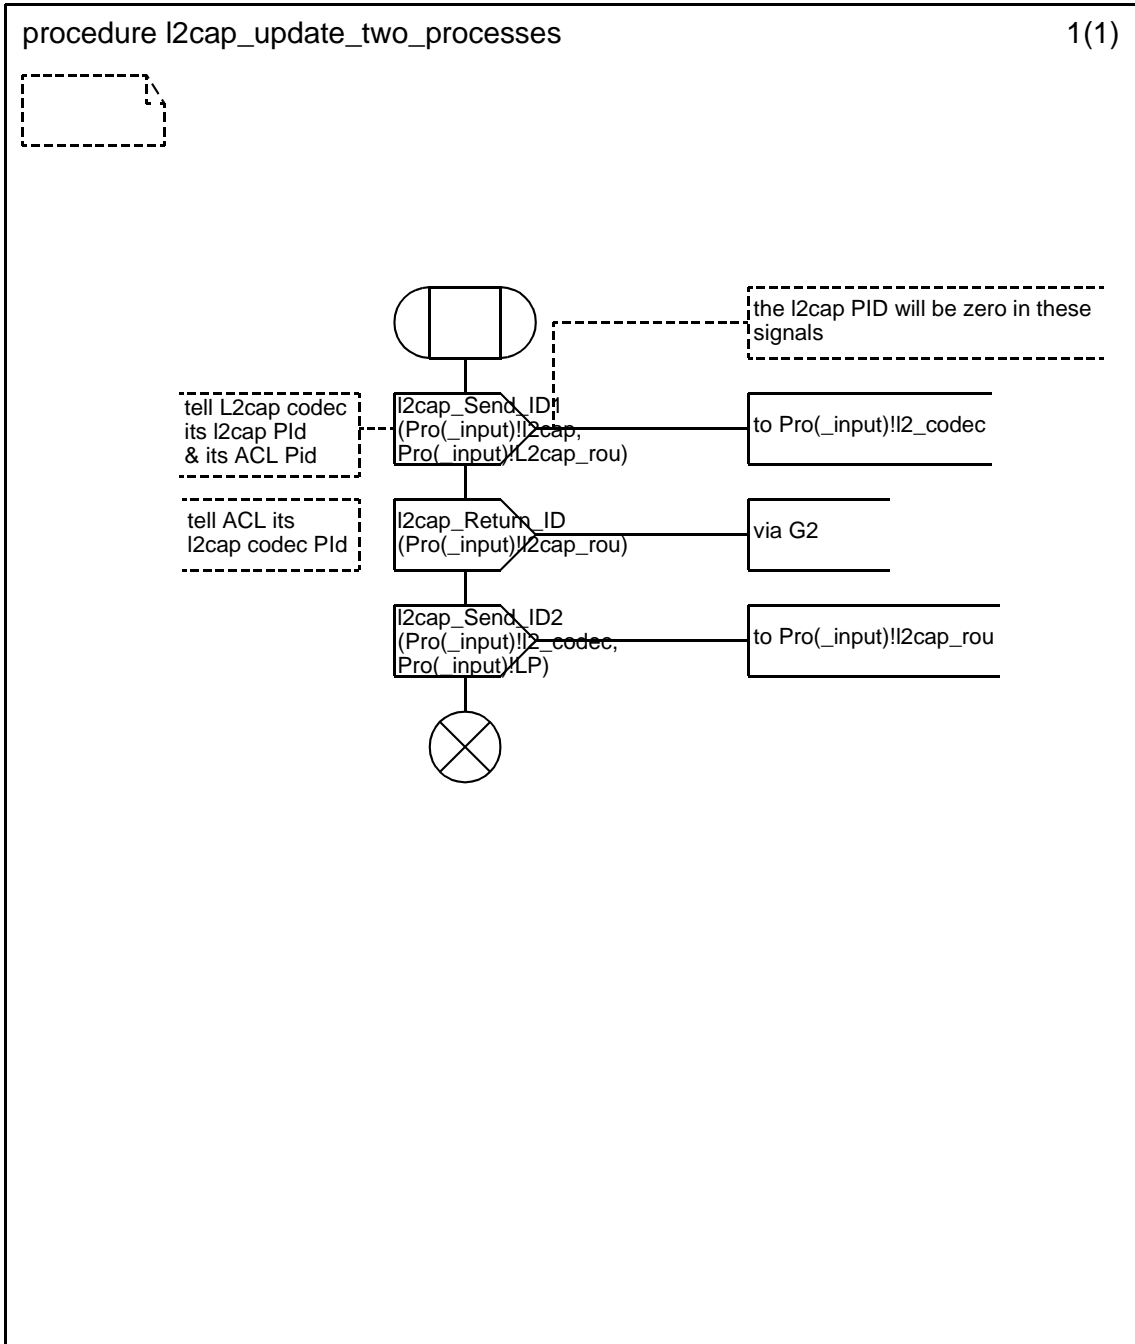 procedure l2cap_update_two_processes
1(1)
the l2cap PID will be zero in these
signals
tell L2cap codec
its l2cap PId
& its ACL Pid
l2cap_Send_ID1
(Pro(_input)!l2cap,
Pro(_input)!L2cap_rou)
to Pro(_input)!l2_codec
tell ACL its
l2cap codec PId
l2cap_Return_ID
(Pro(_input)!l2cap_rou)
via G2
l2cap_Send_ID2
(Pro(_input)!l2_codec,
Pro(_input)!LP)
to Pro(_input)!l2cap_rou